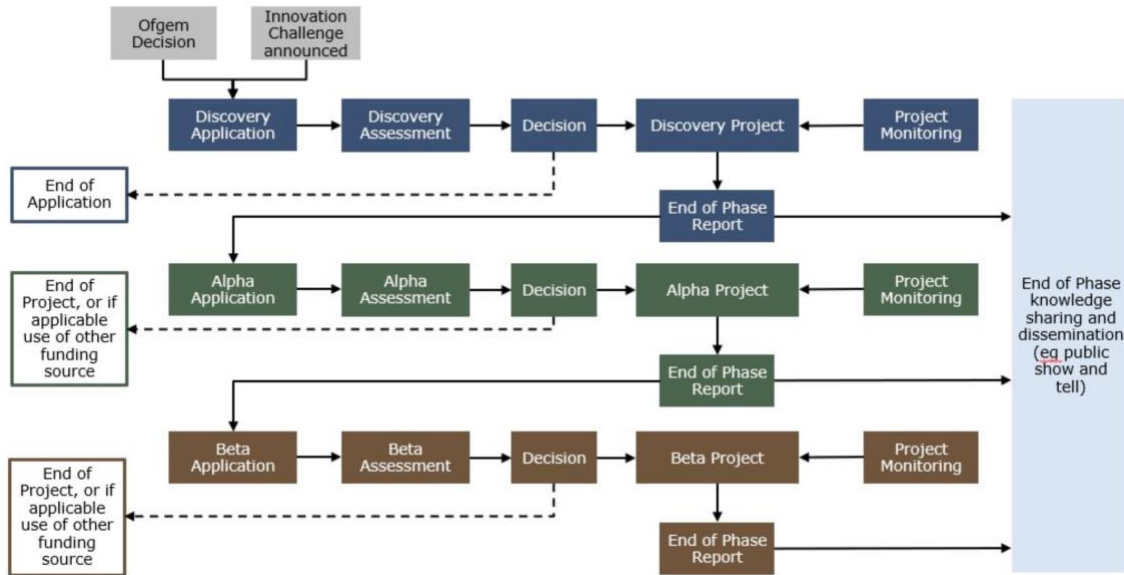 Ofgem
Decision
Innovation
Challenge
announced
Discovery
Application
Discovery
Assessment
Decision
Discovery Project
Project
Monitoring
End of
Application
End of Phase
Report
Alpha
Application
Alpha
Assessment
Decision
Alpha Project
Project
Monitoring
End of
Project, or if
applicable
use of other
funding
source
End of Phase
knowledge
sharing and
dissemination
(eg public
show and
tell)
End of Phase
Report
Beta
Application
Beta
Assessment
Decision
Beta Project
Project
Monitoring
End of
Project, or if
applicable
use of other
funding
source
End of Phase
Report